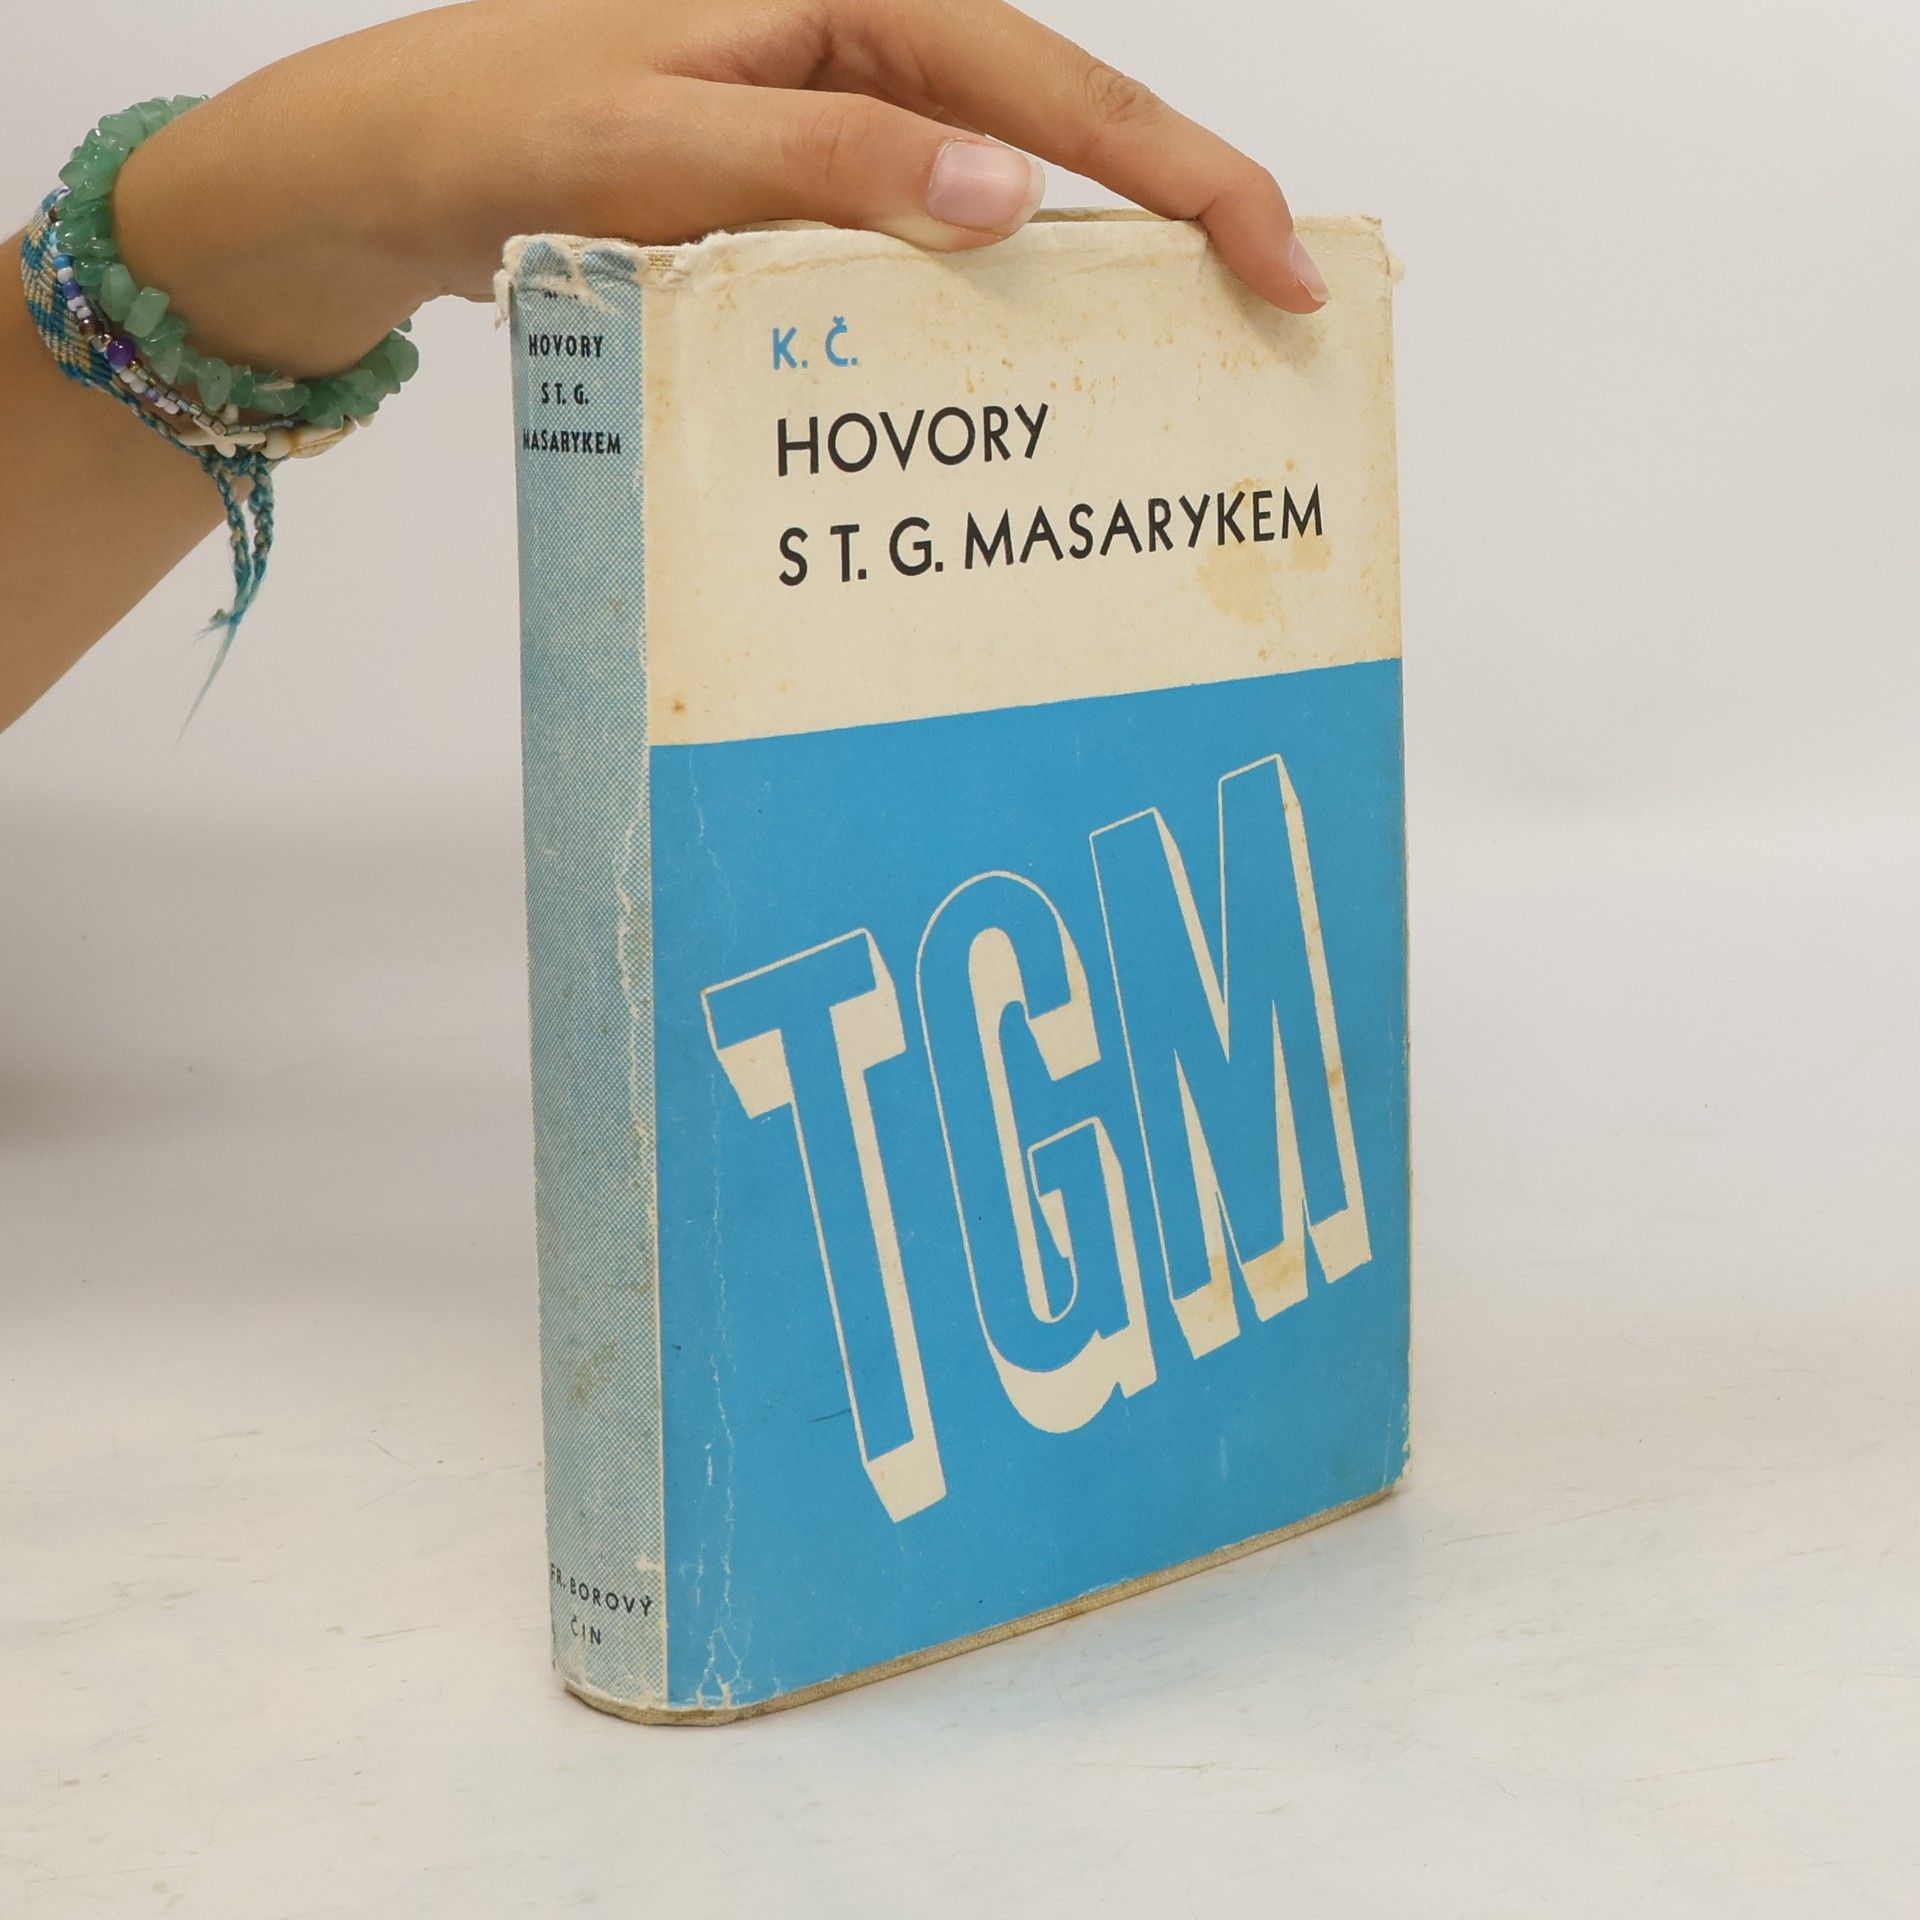 HOVORY
S T. G.
MASARYKEM
FR. BOROVÝ
ČIN
K. Č.
HOVORY
S T. G. MASARYKEM
TGM